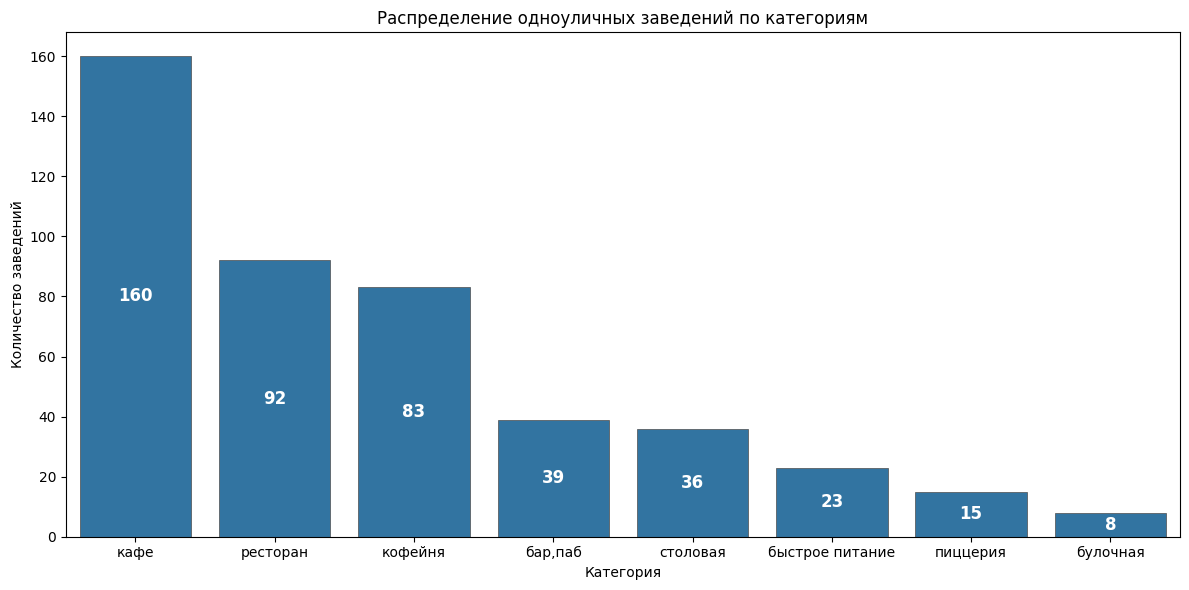 Распределение одноуличных заведений по категориям
Количество заведений
160
140
120
100
80
60
40
20
0
160
92
83
39
36
23
15
8
кафе
ресторан
кофейня
бар,паб
столовая
быстрое питание
пиццерия
булочная
Категория